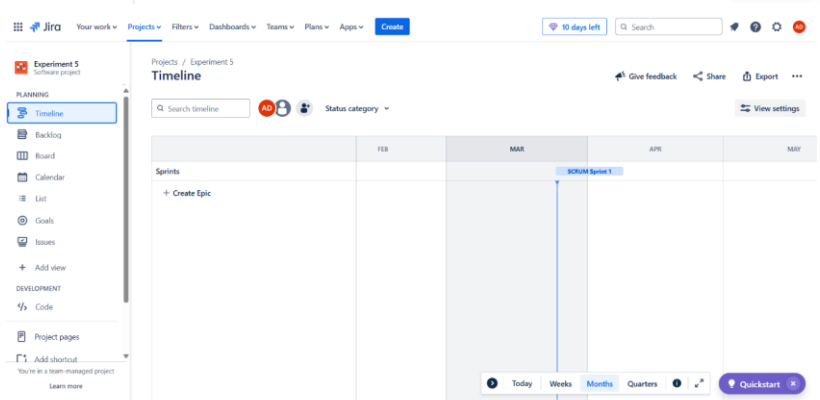 Jira Your work Projects Filters Dashboards Teams Plans Apps Create 10 days left Search AD
Experiment 5
Software project
PLANNING
Timeline
Backlog
Board
Calendar
List
Goals
Issues
Add view
DEVELOPMENT
Code
Project pages
Add shortcut
You're in a team-managed project
Learn more
Projects / Experiment 5
Timeline
Give feedback Share Export
Search timeline AD Status category View settings
FEB MAR APR MAY
Sprints SCRUM Sprint 1
+ Create Epic
Today Weeks Months Quarters Quickstart